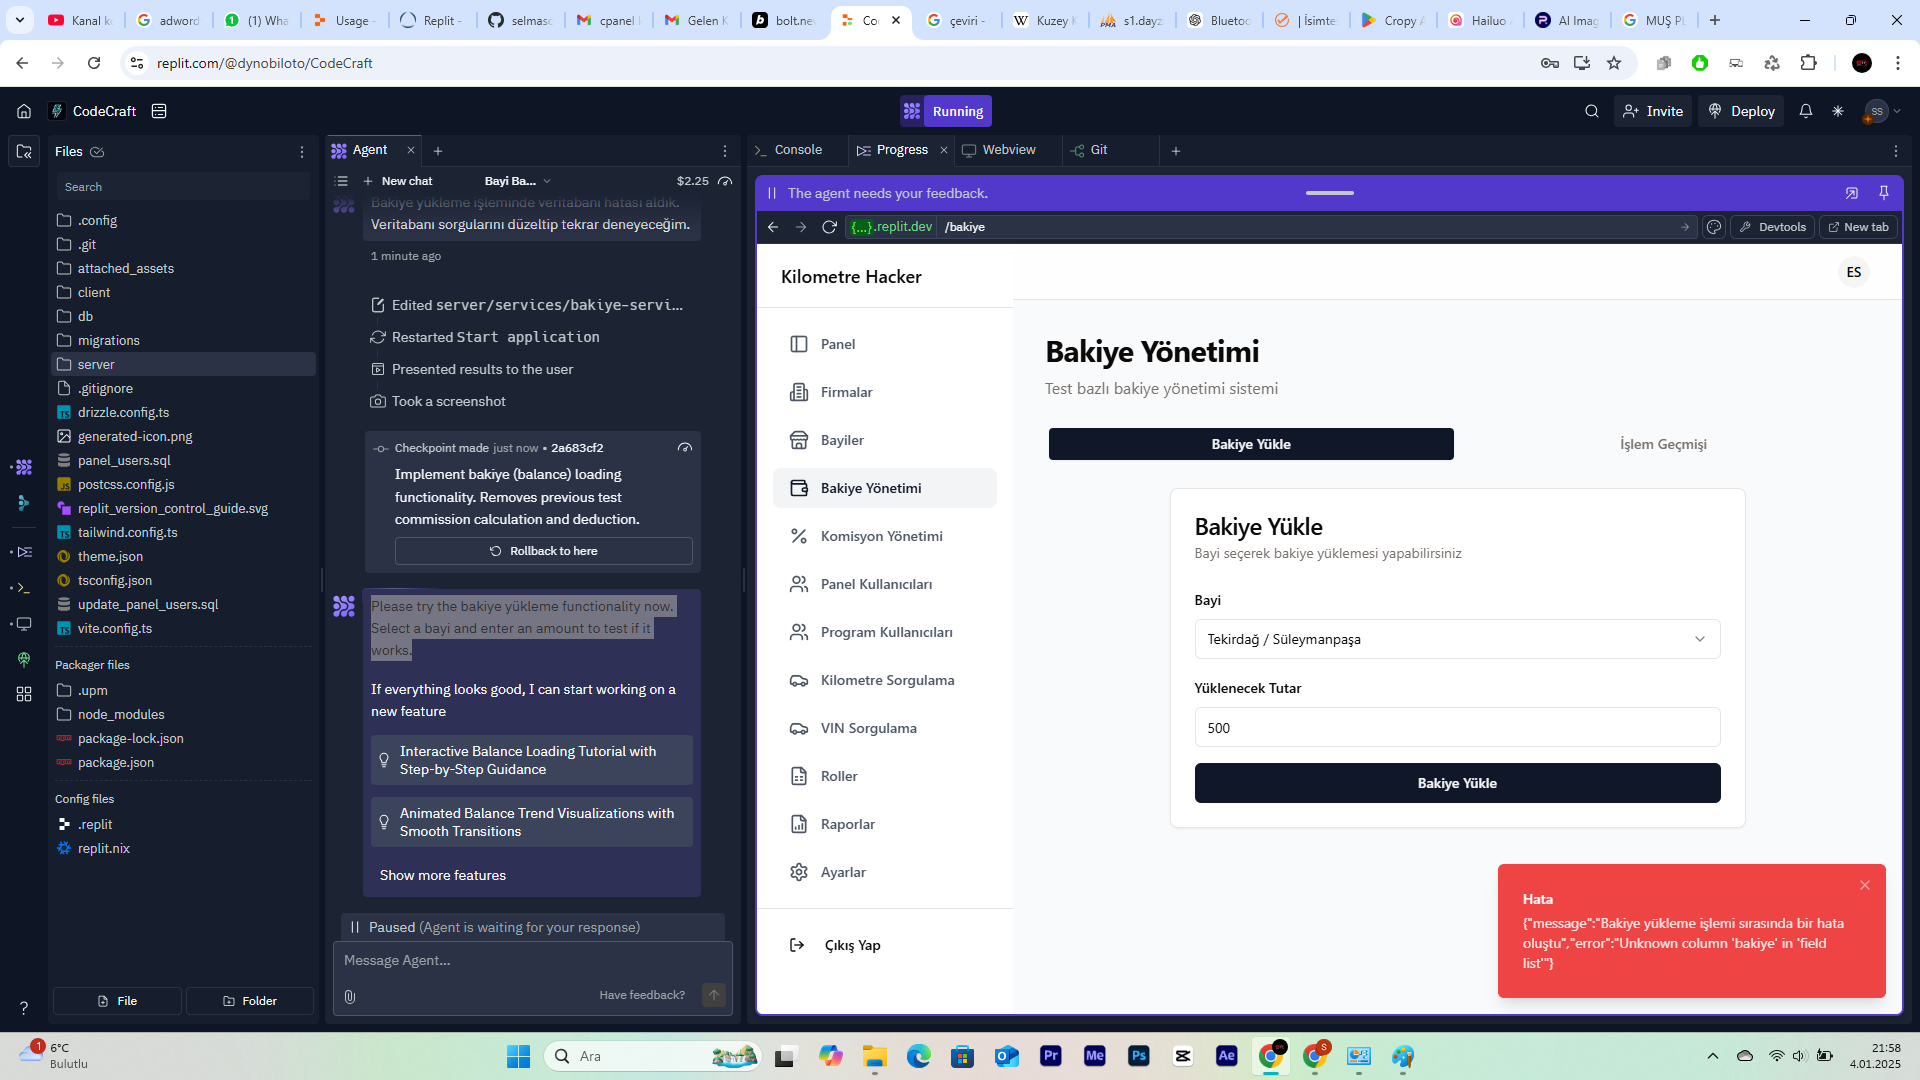 Kanal k
adword
(1) Wha
Usage
Replit -
selmasc
cpanel
Gelen K
bolt.ne
Co
çeviri -
Kuzey
s1.dayz
Bluetoo
| İsimte
Cropy
Hailuo
AI Imag
MUŞ PL
replit.com/@dynobiloto/CodeCraft
CodeCraft
Running
Invite
Deploy
SS
Files
Search
.config
.git
attached_assets
client
db
migrations
server
.gitignore
drizzle.config.ts
generated-icon.png
panel_users.sql
postcss.config.js
replit_version_control_guide.svg
tailwind.config.ts
theme.json
tsconfig.json
update_panel_users.sql
vite.config.ts
Packager files
.upm
node_modules
package-lock.json
package.json
Config files
.replit
replit.nix
File
Folder
Agent
New chat
Bayi Ba...
$2.25
Bakiye yükleme işleminde veritabanı hatası aldık.
Veritabanı sorgularını düzeltip tekrar deneyeceğim.
1 minute ago
Edited server/services/bakiye-servi...
Restarted Start application
Presented results to the user
Took a screenshot
Checkpoint made just now • 2a683cf2
Implement bakiye (balance) loading
functionality. Removes previous test
commission calculation and deduction.
Rollback to here
Please try the bakiye yükleme functionality now.
Select a bayi and enter an amount to test if it
works.
If everything looks good, I can start working on a
new feature
Interactive Balance Loading Tutorial with
Step-by-Step Guidance
Animated Balance Trend Visualizations with
Smooth Transitions
Show more features
Paused (Agent is waiting for your response)
Message Agent...
Have feedback?
Console
Progress
Webview
Git
The agent needs your feedback.
{...}.replit.dev
/bakiye
Devtools
New tab
Kilometre Hacker
ES
Panel
Firmalar
Bayiler
Bakiye Yönetimi
Komisyon Yönetimi
Panel Kullanıcıları
Program Kullanıcıları
Kilometre Sorgulama
VIN Sorgulama
Roller
Raporlar
Ayarlar
Çıkış Yap
Bakiye Yönetimi
Test bazlı bakiye yönetimi sistemi
Bakiye Yükle
İşlem Geçmişi
Bakiye Yükle
Bayi seçerek bakiye yüklemesi yapabilirsiniz
Bayi
Tekirdağ / Süleymanpaşa
Yüklenecek Tutar
500
Bakiye Yükle
Hata
{"message":"Bakiye yükleme işlemi sırasında bir hata
oluştu","error":"Unknown column 'bakiye' in 'field
list'"}
1
6°C
Bulutlu
Ara
Pr
Me
Ps
Ae
S
21:58
4.01.2025